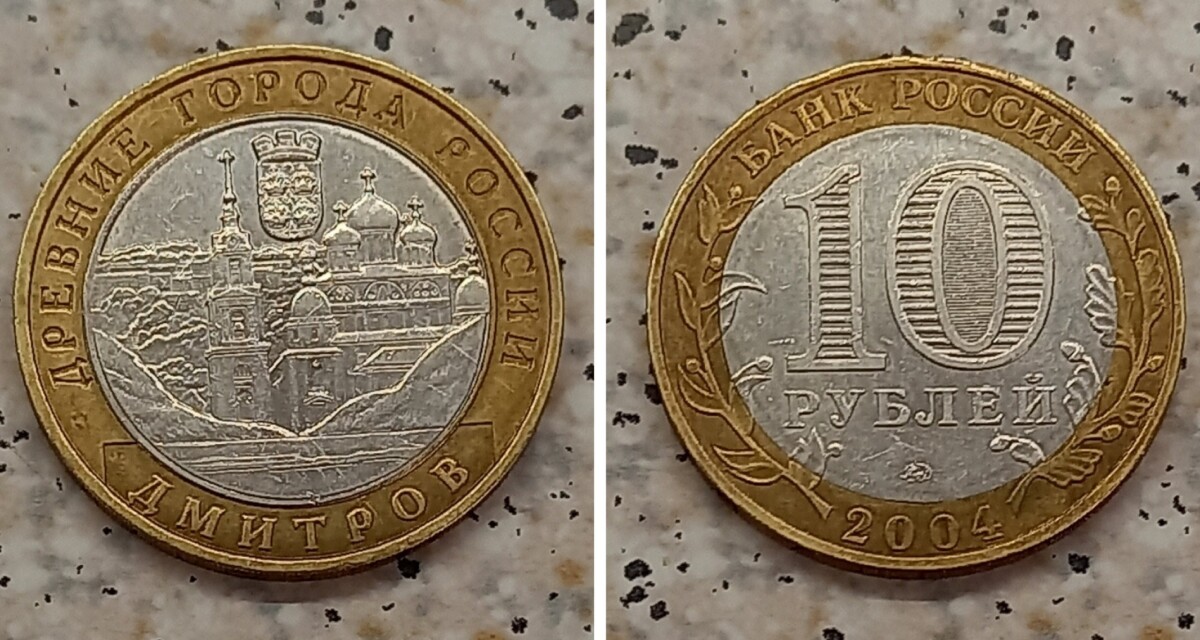 ДРЕВНИЕ ГОРОДА РОССИИ
ДМИТРОВ
БАНК РОССИИ
10
РУБЛЕЙ
2004